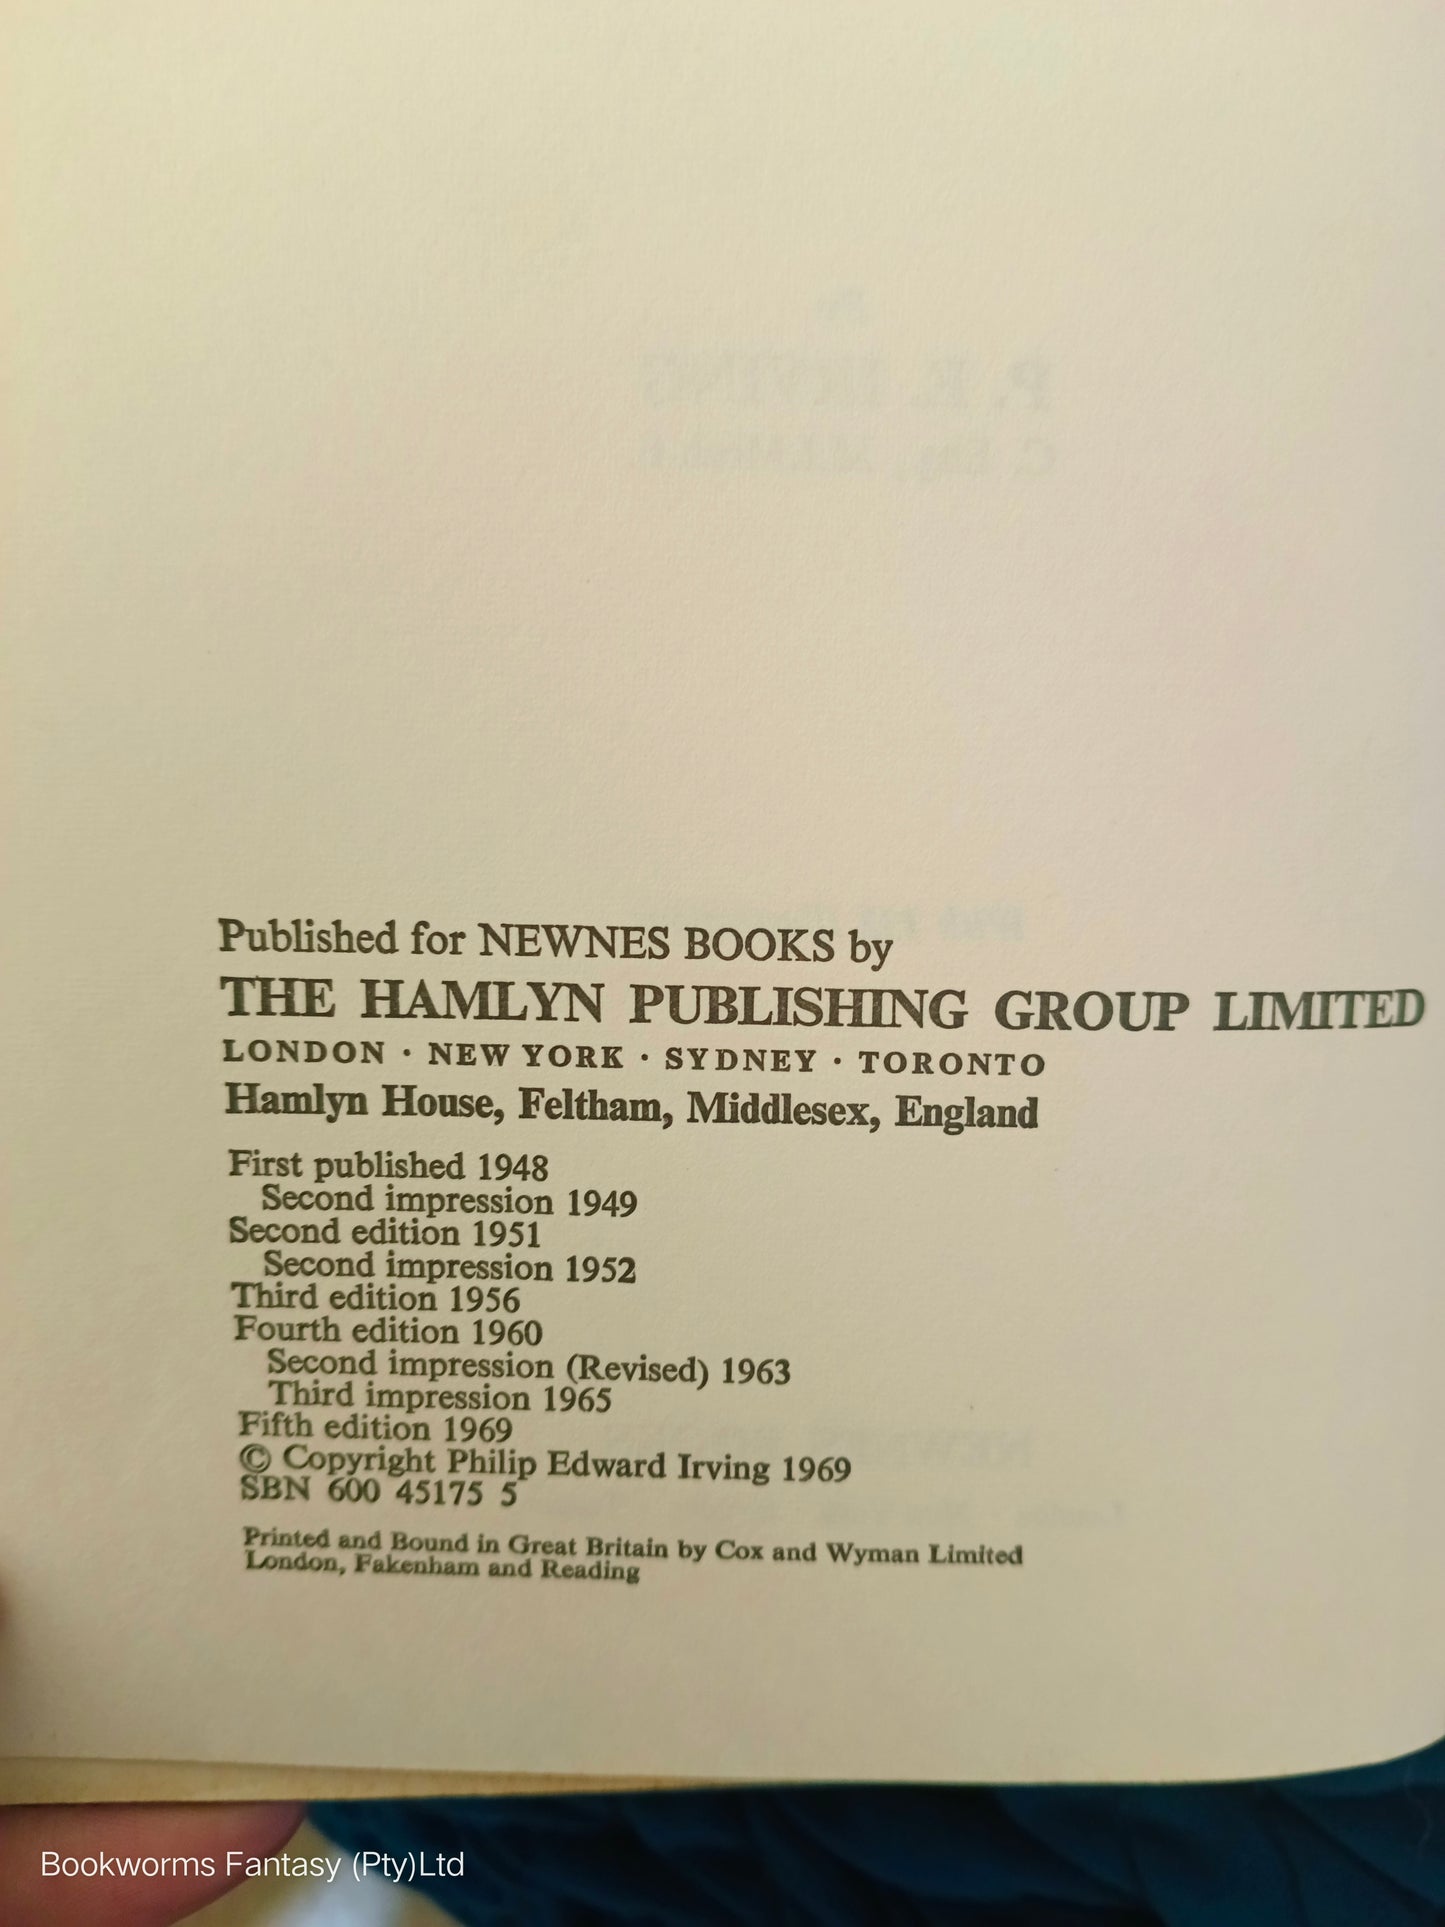 P. E. IRVING
Published for NEWNES BOOKS by
THE HAMLYN PUBLISHING GROUP LIMITED
LONDON · NEW YORK · SYDNEY · TORONTO
Hamlyn House, Feltham, Middlesex, England
First published 1948
Second impression 1949
Second edition 1951
Second impression 1952
Third edition 1956
Fourth edition 1960
Second impression (Revised) 1963
Third impression 1965
Fifth edition 1969
© Copyright Philip Edward Irving 1969
SBN 600 45175 5
Printed and Bound in Great Britain by Cox and Wyman Limited
London, Fakenham and Reading
Bookworms Fantasy (Pty)Ltd